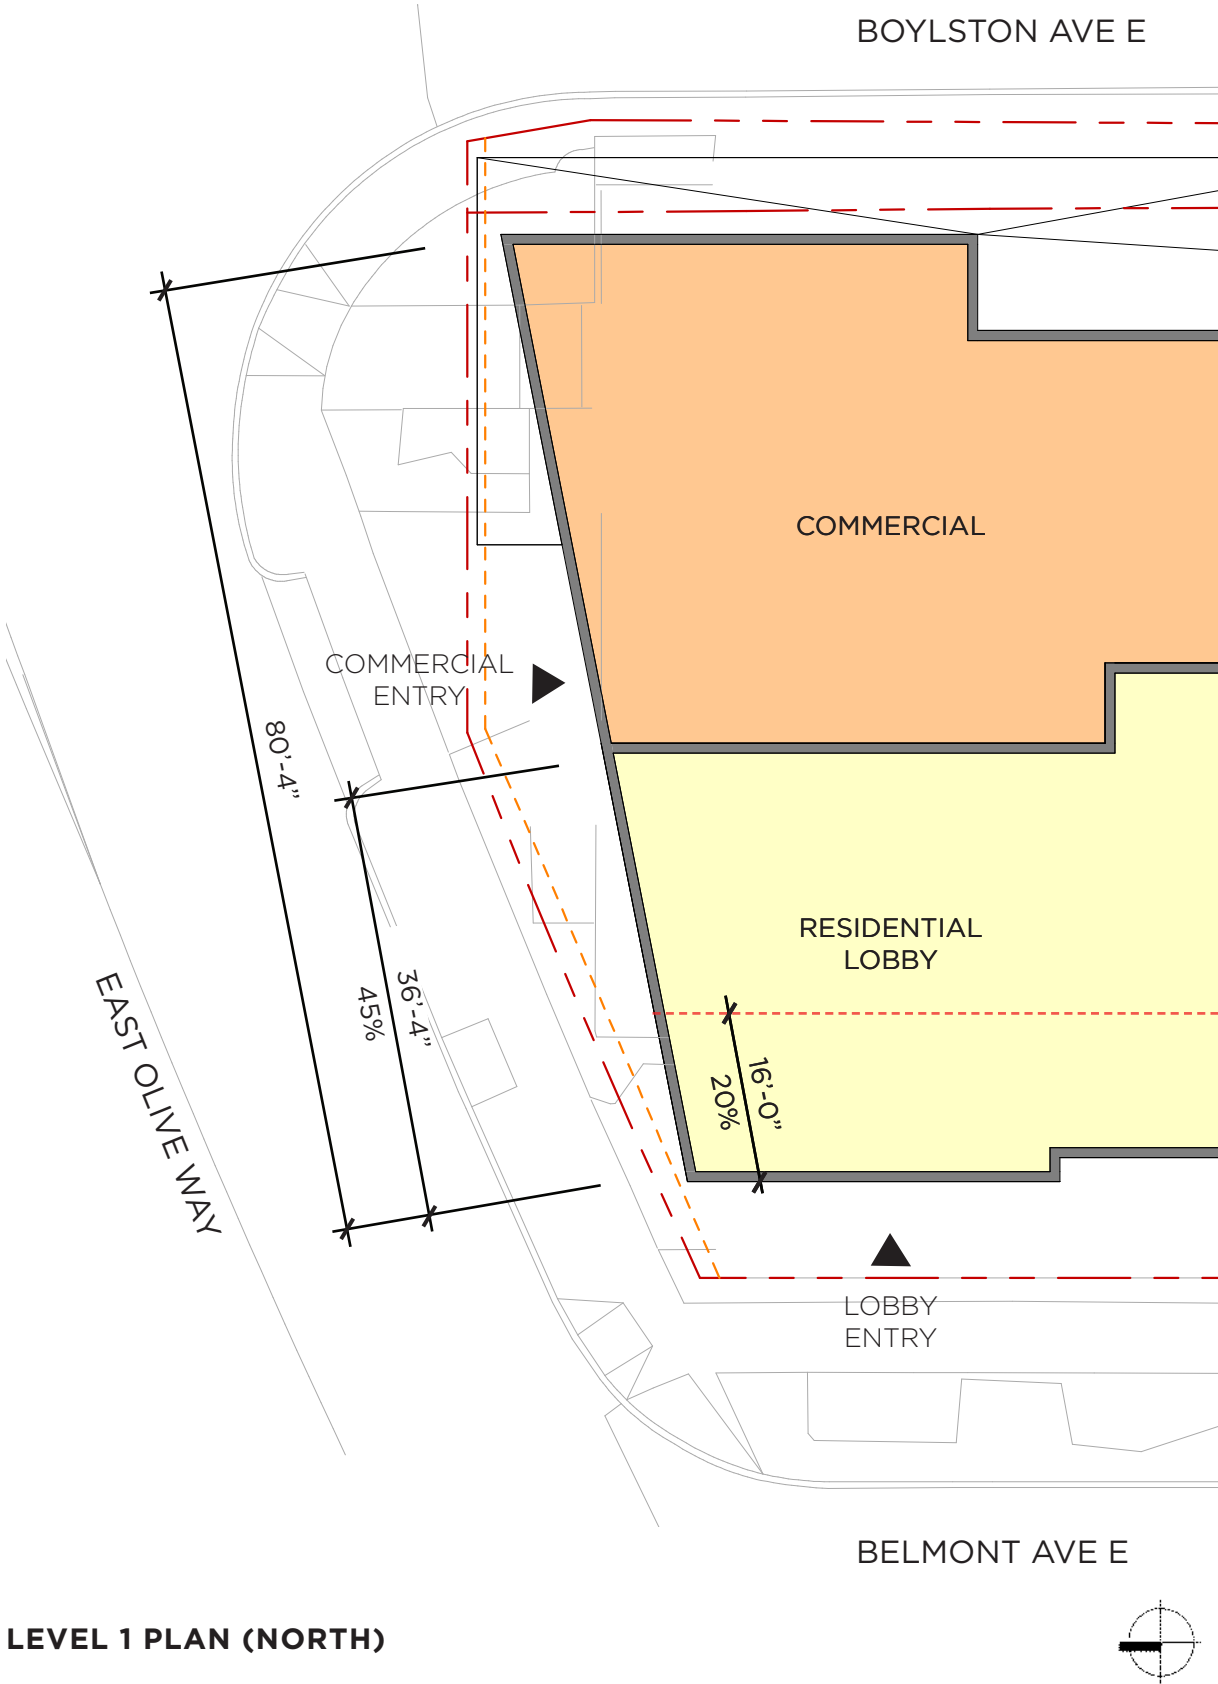 BOYLSTON AVE E
COMMERCIAL
COMMERCIAL
ENTRY
80’-4”
RESIDENTIAL
LOBBY
36’-4”
45%
16’-0”
20%
EAST OLIVE WAY
LOBBY
ENTRY
BELMONT AVE E
LEVEL 1 PLAN (NORTH)